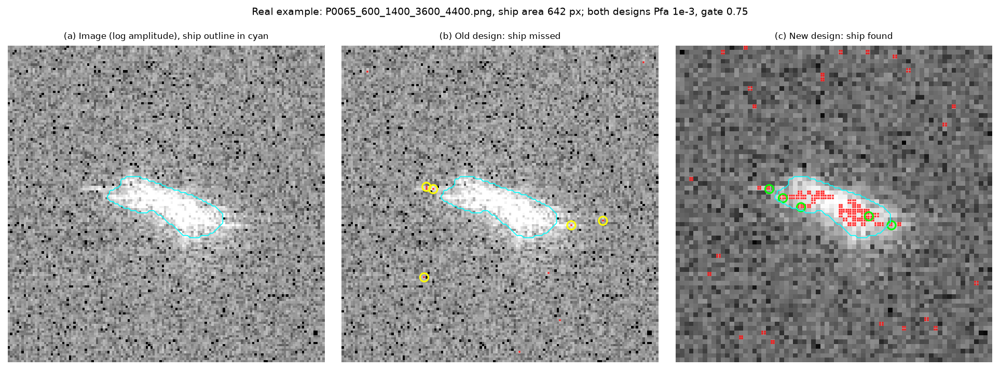 Real example: P0065_600_1400_3600_4400.png, ship area 642 px; both designs Pfa 1e-3, gate 0.75
(a) Image (log amplitude), ship outline in cyan
(b) Old design: ship missed
(c) New design: ship found